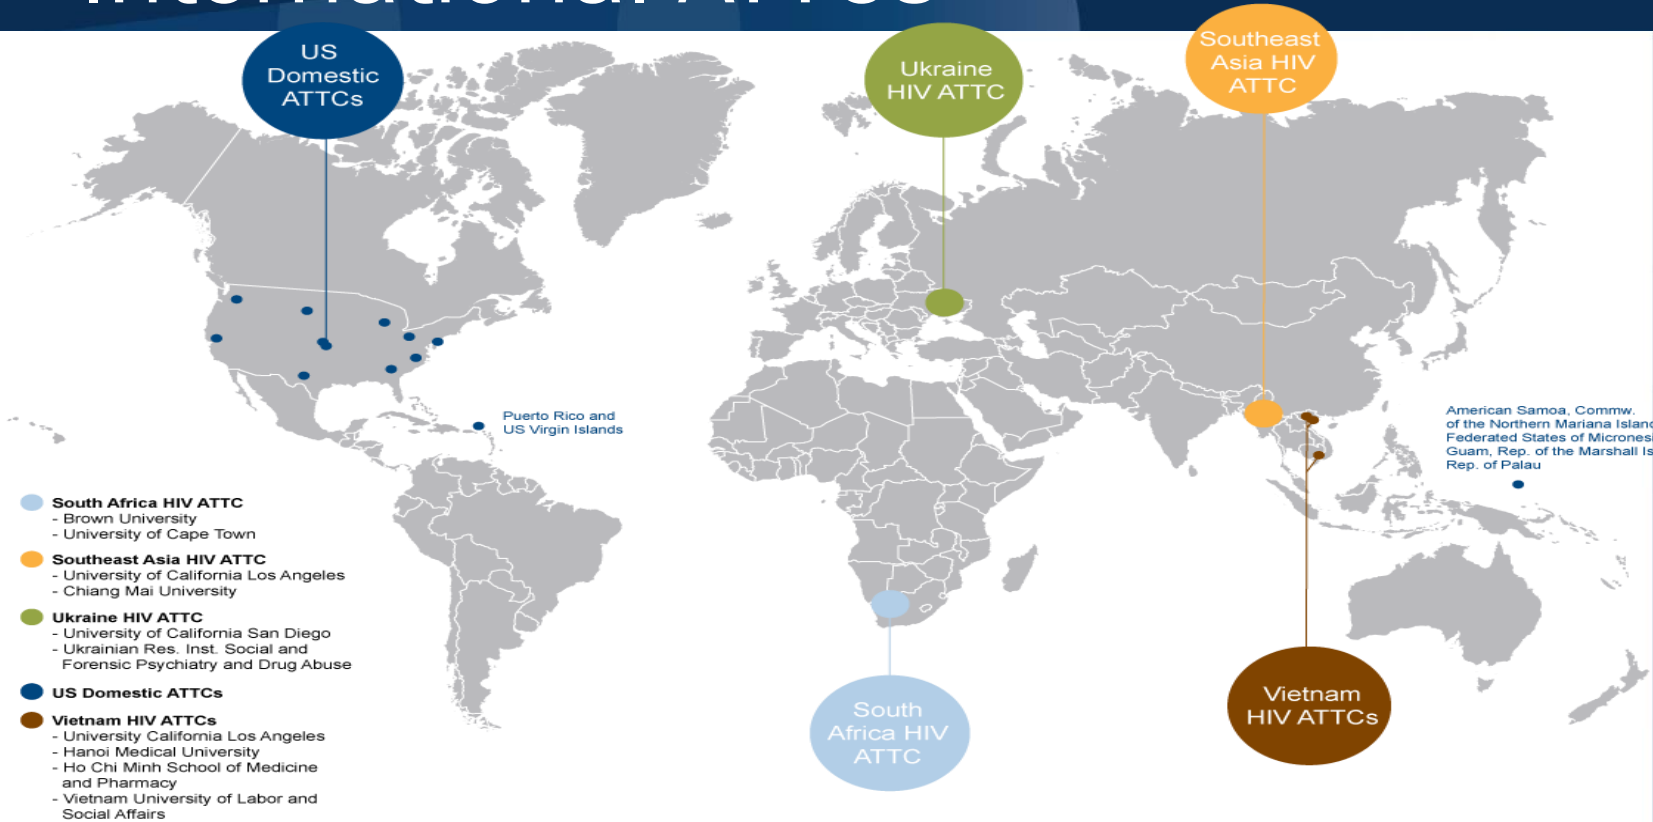 International ATTCs
US
Domestic
ATTCs
Ukraine
HIV ATTC
Southeast
Asia HIV
ATTC
Puerto Rico and
US Virgin Islands
American Samoa, Commw.
of the Northern Mariana
Federated States of
Guam, Rep. of the Marshall
Rep. of Palau
South Africa HIV ATTC
- Brown University
- University of Cape Town
Southeast Asia HIV ATTC
- University of California Los Angeles
- Chiang Mai University
Ukraine HIV ATTC
- University of California San Diego
- Ukrainian Res. Inst. Social and
Forensic Psychiatry and Drug Abuse
US Domestic ATTCs
Vietnam HIV ATTCs
- University California Los Angeles
- Hanoi Medical University
- Ho Chi Minh School of Medicine
and Pharmacy
- Vietnam University of Labor and
Social Affairs
South
Africa HIV
ATTC
Vietnam
HIV ATTCs